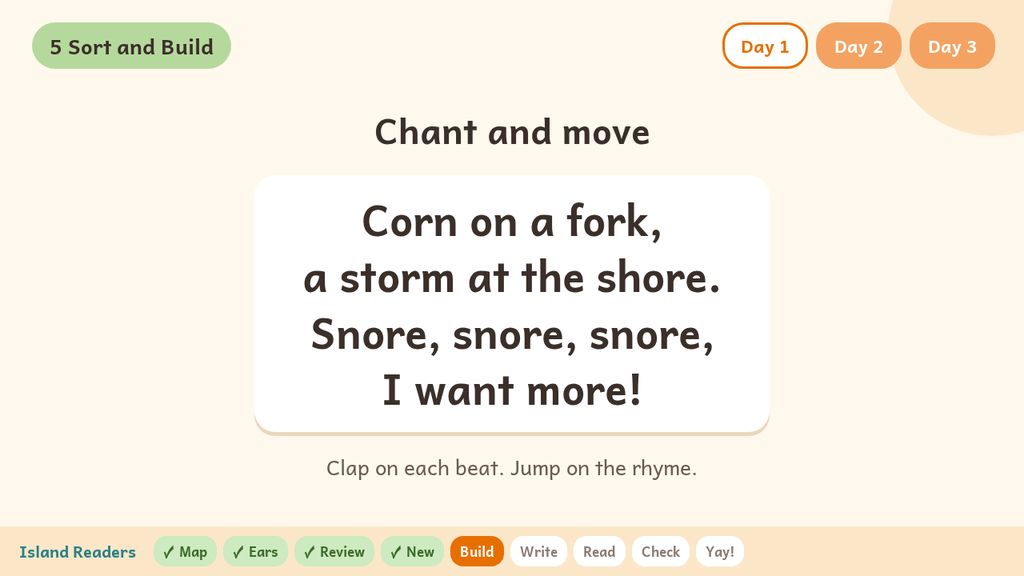 5 Sort and Build
Day 1
Day 2
Day 3
Chant and move
Corn on a fork,
a storm at the shore.
Snore, snore, snore,
I want more!
Clap on each beat. Jump on the rhyme.
Island Readers
✓ Map
✓ Ears
✓ Review
✓ New
Build
Write
Read
Check
Yay!